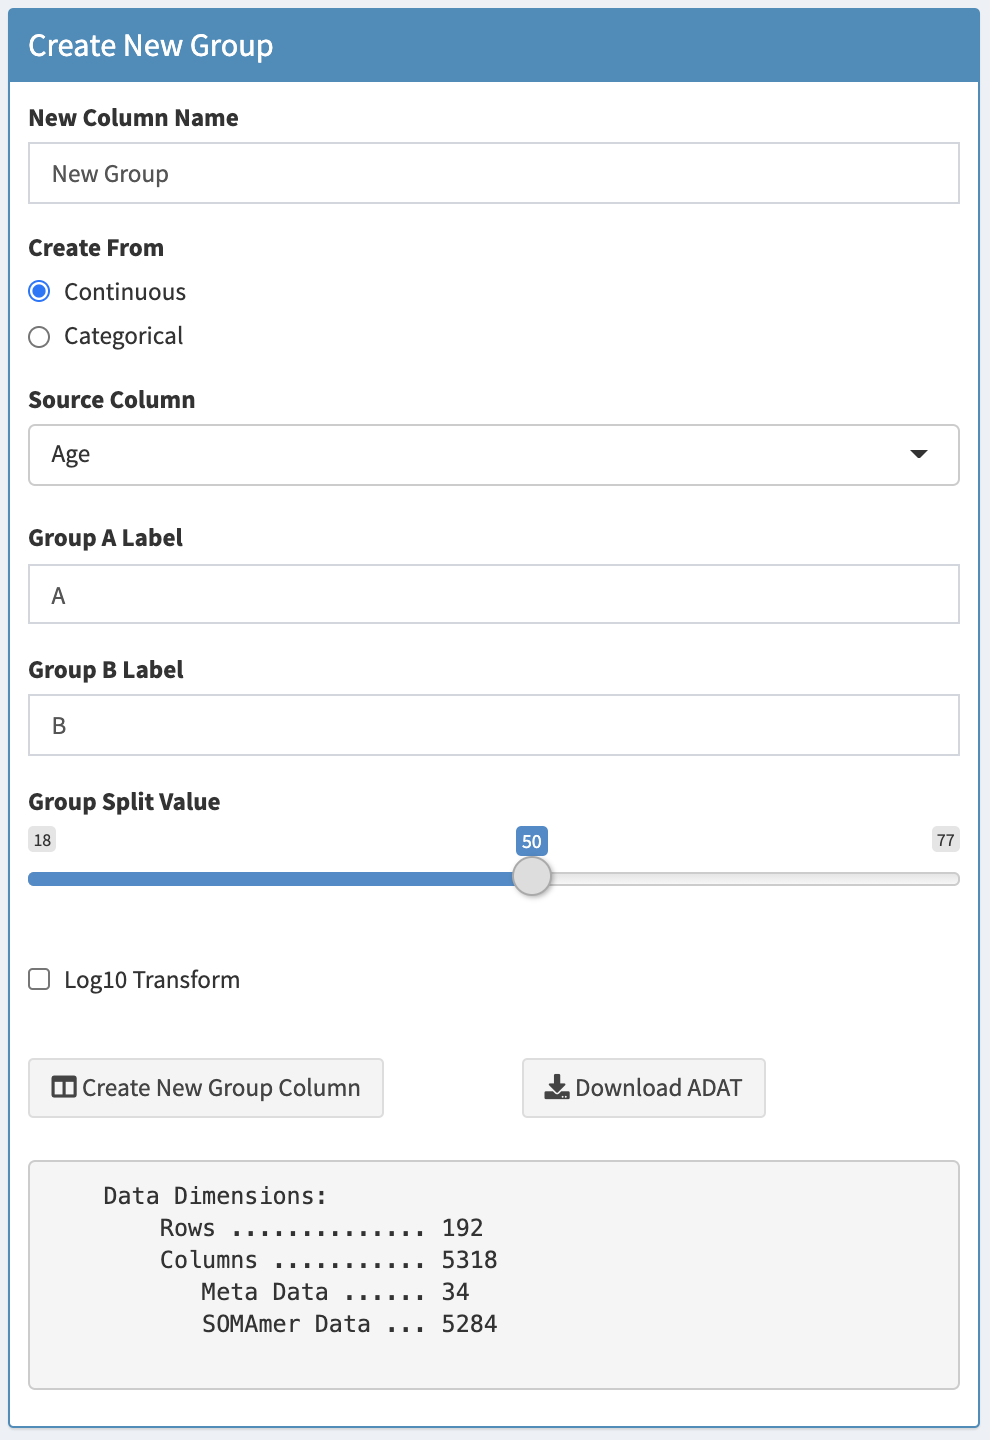 Create New Group
New Column Name
New Group
Create From
Continuous
Categorical
Source Column
Age
Group A Label
A
Group B Label
B
Group Split Value
18 50 77
Log10 Transform
Create New Group Column Download ADAT
Data Dimensions:
Rows .............. 192
Columns ........... 5318
Meta Data ...... 34
SOMAmer Data ... 5284